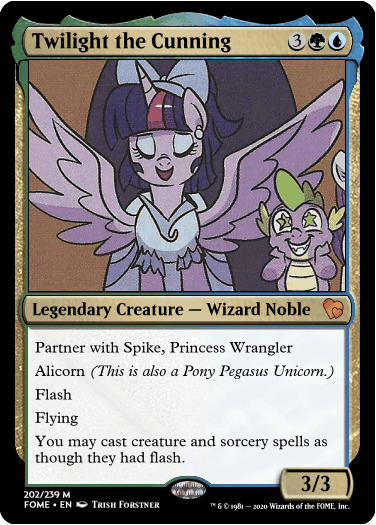 Twilight the Cunning 3
Legendary Creature — Wizard Noble
Partner with Spike, Princess Wrangler
Alicorn (This is also a Pony Pegasus Unicorn.)
Flash
Flying
You may cast creature and sorcery spells as
though they had flash.
3/3
202/239 M
FOME • EN Trish Forstner
™ & © 1981 — 2020 Wizards of the FOME, Inc.